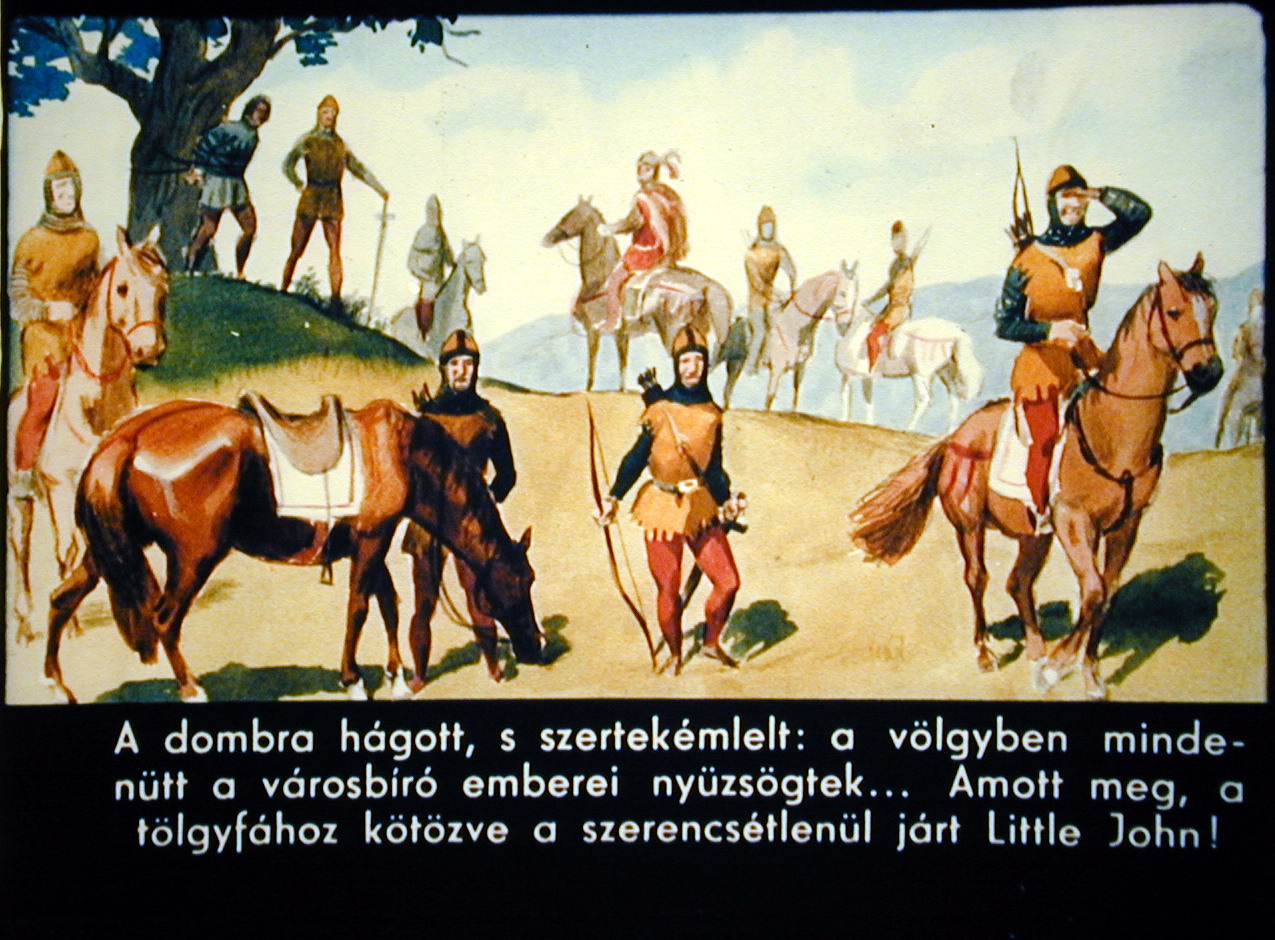 A dombra hágott, s szertekémlelt: a völgyben minde-
nütt a városbíró emberei nyüzsögtek... Amott meg, a
tölgyfához kötözve a szerencsétlenül járt Little John!